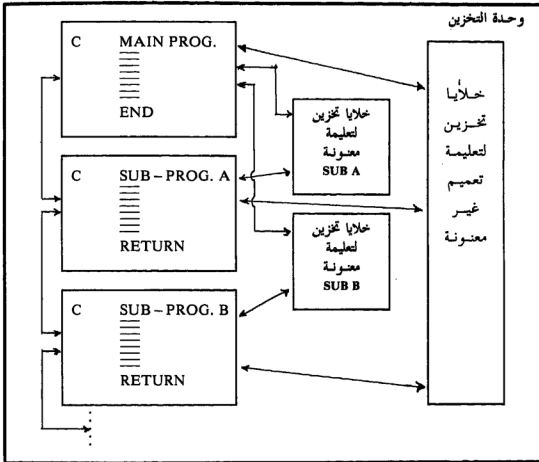 وحدة التخزين
C MAIN PROG.
END
خلايا تخزين
لتعليمة
معنونة
SUB A
C SUB-PROG. A
RETURN
خلايا تخزين
لتعليمة
معنونة
SUB B
C SUB-PROG. B
RETURN
خلايا
تخزين
لتعليمة
تعميم
غير
معنونة